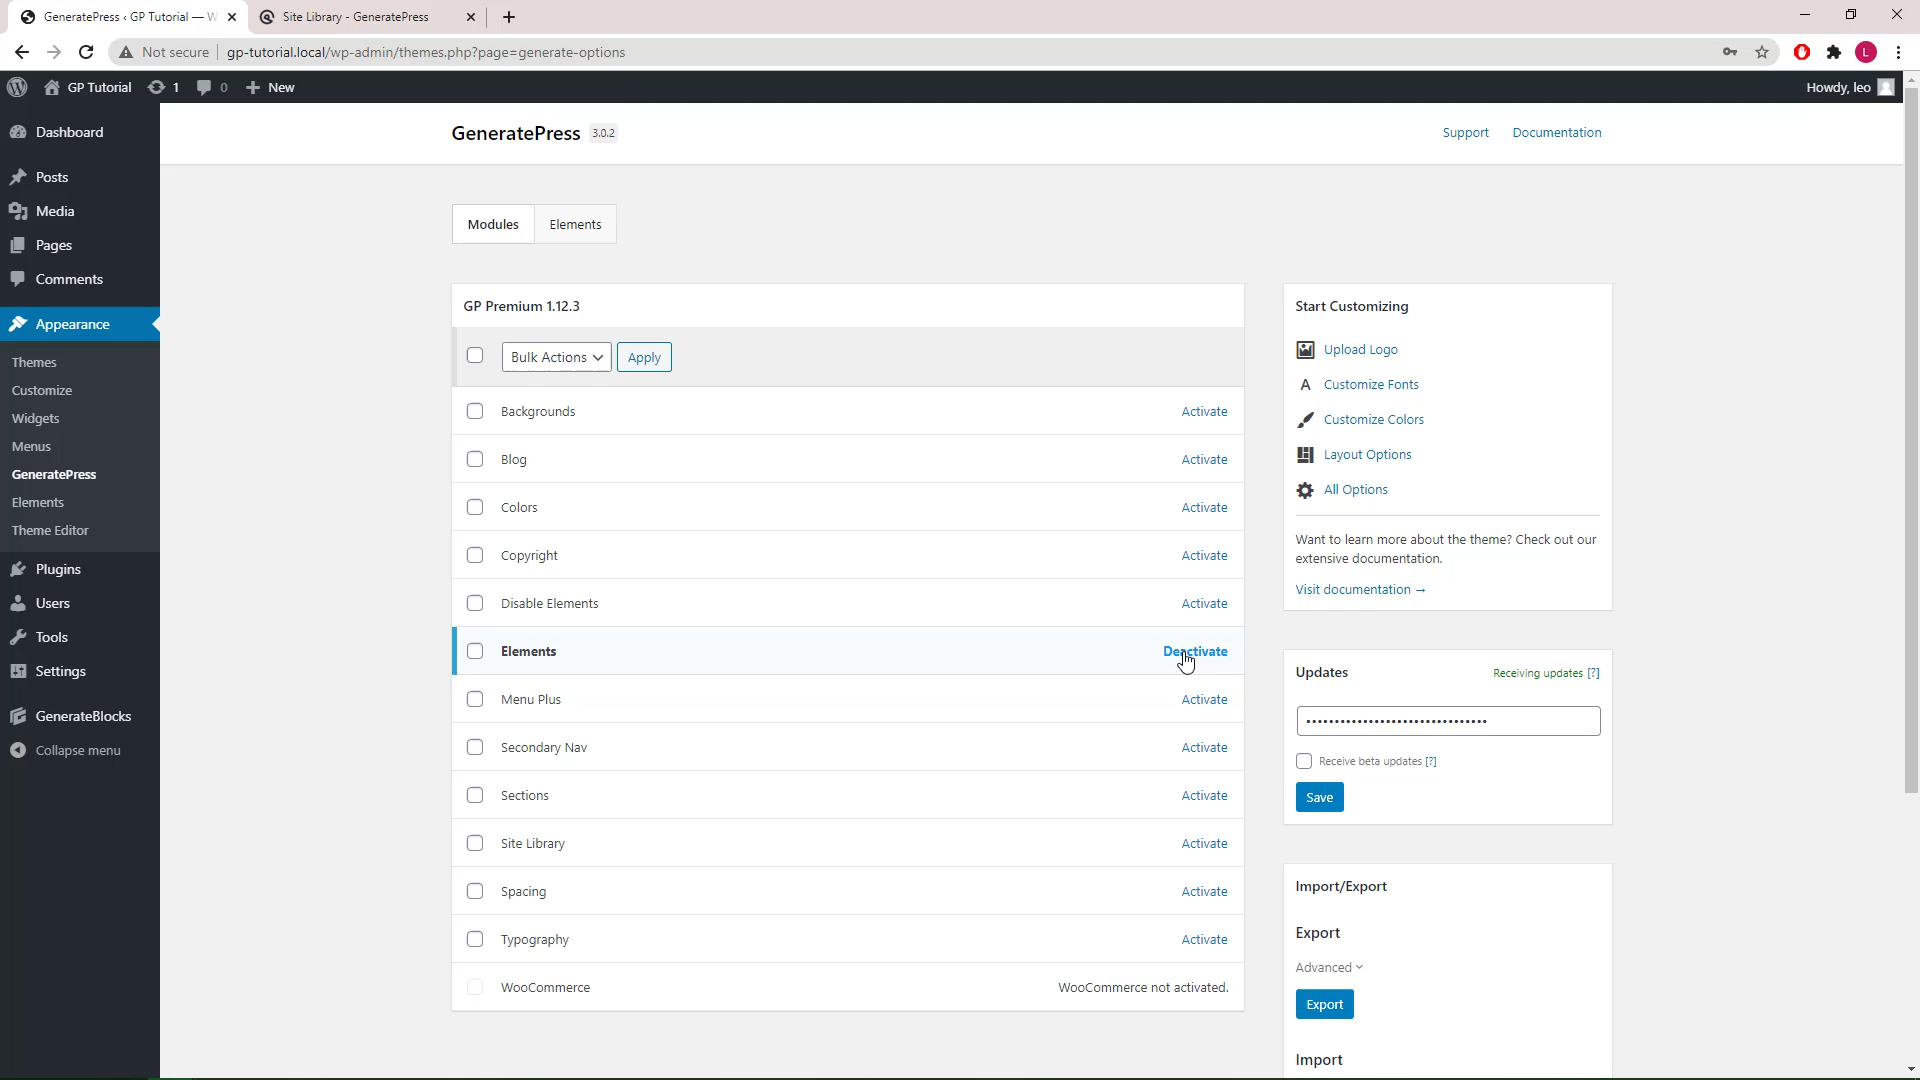 GeneratePress ‹ GP Tutorial — W
Site Library - GeneratePress
Not secure
gp-tutorial.local/wp-admin/themes.php?page=generate-options
L
GP Tutorial
1
0
New
Howdy, leo
Dashboard
Posts
Media
Pages
Comments
Appearance
Themes
Customize
Widgets
Menus
GeneratePress
Elements
Theme Editor
Plugins
Users
Tools
Settings
GenerateBlocks
Collapse menu
GeneratePress 3.0.2
Support
Documentation
Modules
Elements
GP Premium 1.12.3
Bulk Actions
Apply
Backgrounds Activate
Blog Activate
Colors Activate
Copyright Activate
Disable Elements Activate
Elements Deactivate
Menu Plus Activate
Secondary Nav Activate
Sections Activate
Site Library Activate
Spacing Activate
Typography Activate
WooCommerce WooCommerce not activated.
Start Customizing
Upload Logo
A Customize Fonts
Customize Colors
Layout Options
All Options
Want to learn more about the theme? Check out our
extensive documentation.
Visit documentation →
Updates
Receiving updates [?]
••••••••••••••••••••••••••••••••
Receive beta updates [?]
Save
Import/Export
Export
Advanced
Export
Import